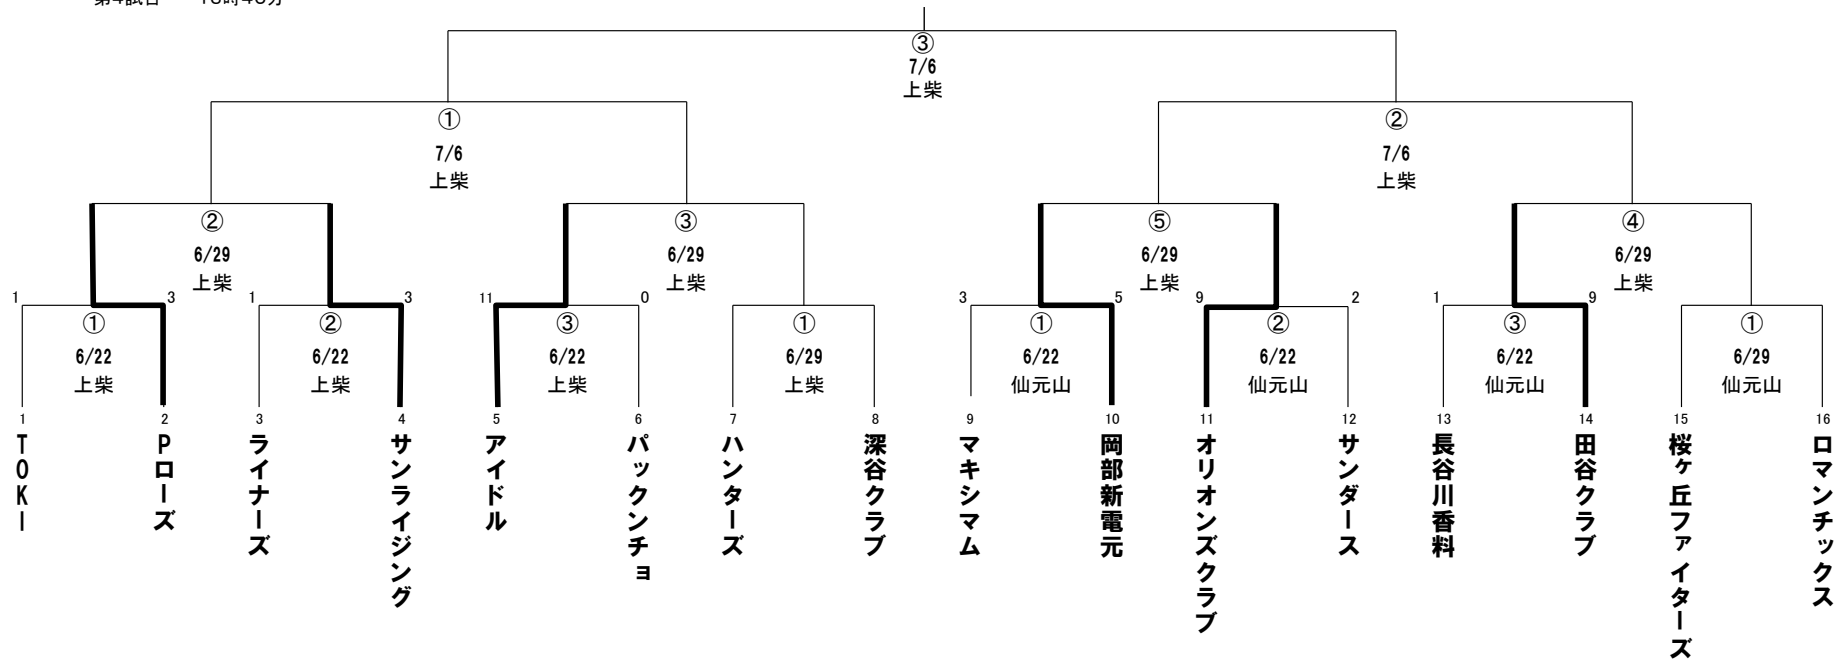 ③
7/6
上柴
① ②
7/6 7/6
上柴 上柴
② ③ ⑤ ④
6/29 6/29 6/29 6/29
上柴 上柴 上柴 上柴
1 3 1 3 11 0 3 5 9 2 1 9
① ② ③ ① ① ② ③ ①
6/22 6/22 6/22 6/29 6/22 6/22 6/22 6/29
上柴 上柴 上柴 上柴 仙元山 仙元山 仙元山 仙元山
1 2 3 4 5 6 7 8 9 10 11 12 13 14 15 16
TOKI
Pローズ
ライナーズ
サンライジング
アイドル
パックンチョ
ハンターズ
深谷クラブ
マキシマム
岡部新電元
オリオンズクラブ
サンダース
長谷川香料
田谷クラブ
桜ヶ丘ファイターズ
ロマンチックス